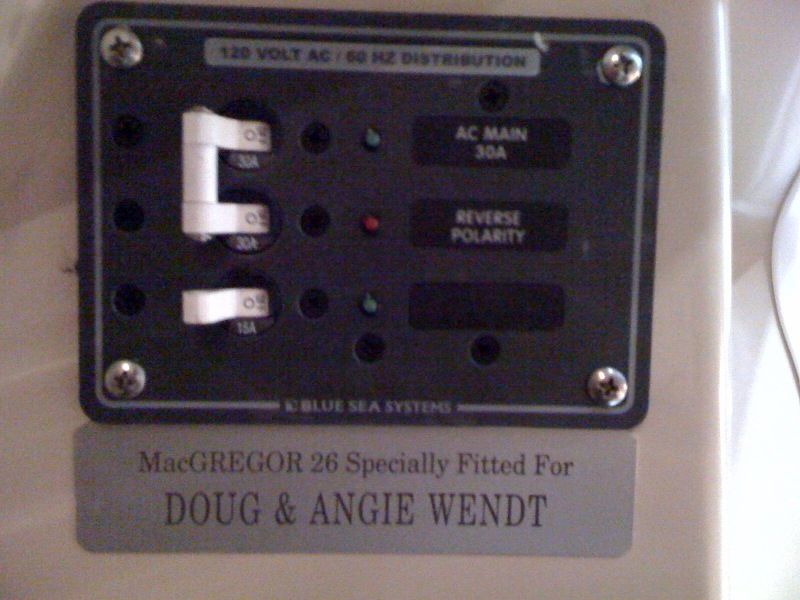 120 VOLT AC / 60 HZ DISTRIBUTION
30A
AC MAIN
30A
30A
REVERSE
POLARITY
15A
BLUE SEA SYSTEMS
MacGREGOR 26 Specially Fitted For
DOUG & ANGIE WENDT